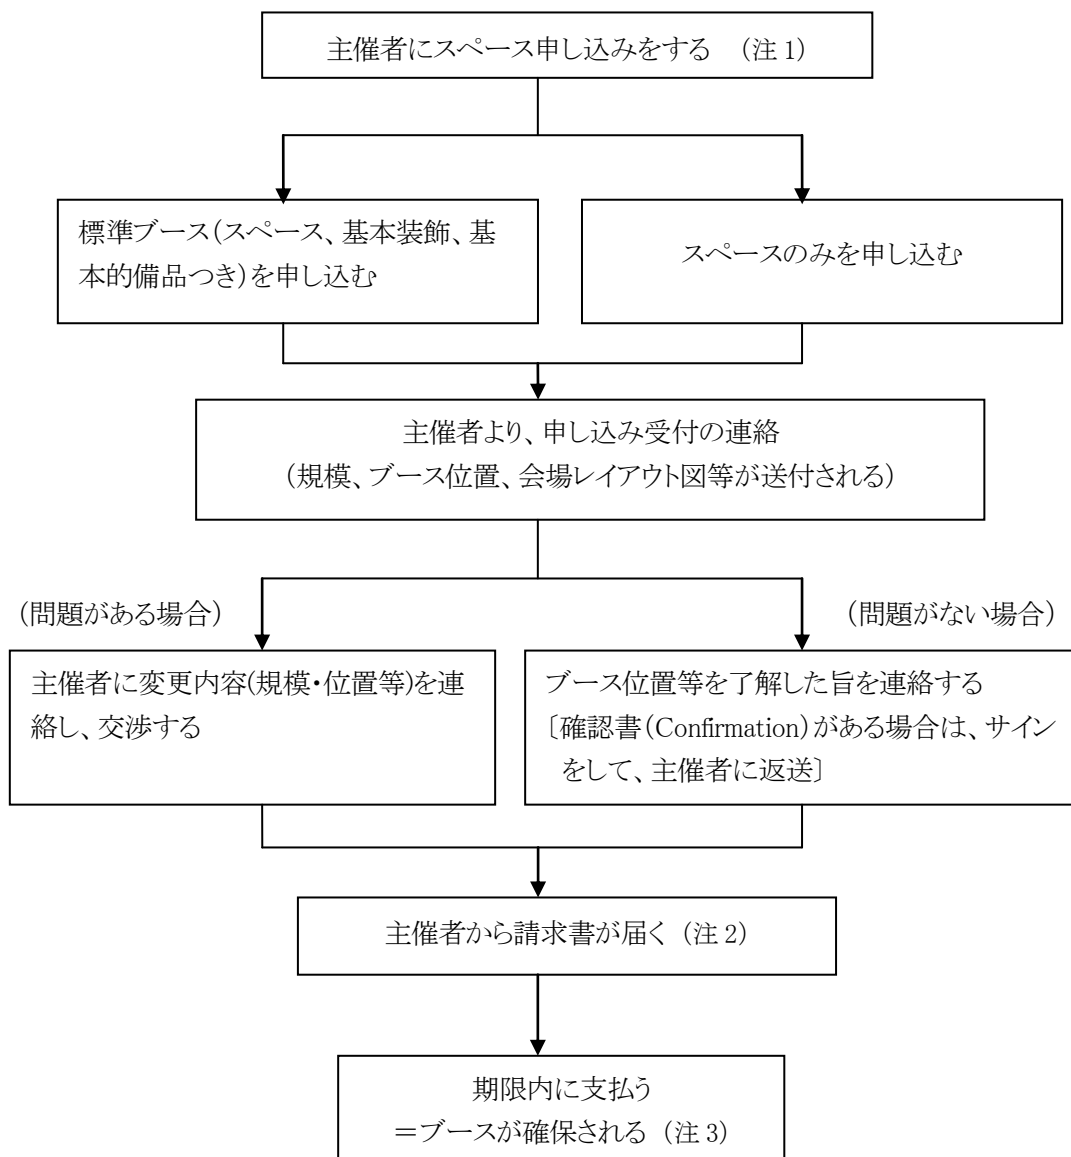 主催者にスペース申し込みをする （注 1）
標準ブース（スペース、基本装飾、基
本的備品つき）を申し込む
スペースのみを申し込む
主催者より、申し込み受付の連絡
（規模、ブース位置、会場レイアウト図等が送付される）
（問題がある場合）
（問題がない場合）
主催者に変更内容(規模・位置等)を連
絡し、交渉する
ブース位置等を了解した旨を連絡する
〔確認書（Confirmation）がある場合は、サイン
をして、主催者に返送〕
主催者から請求書が届く （注 2）
期限内に支払う
＝ブースが確保される （注 3）